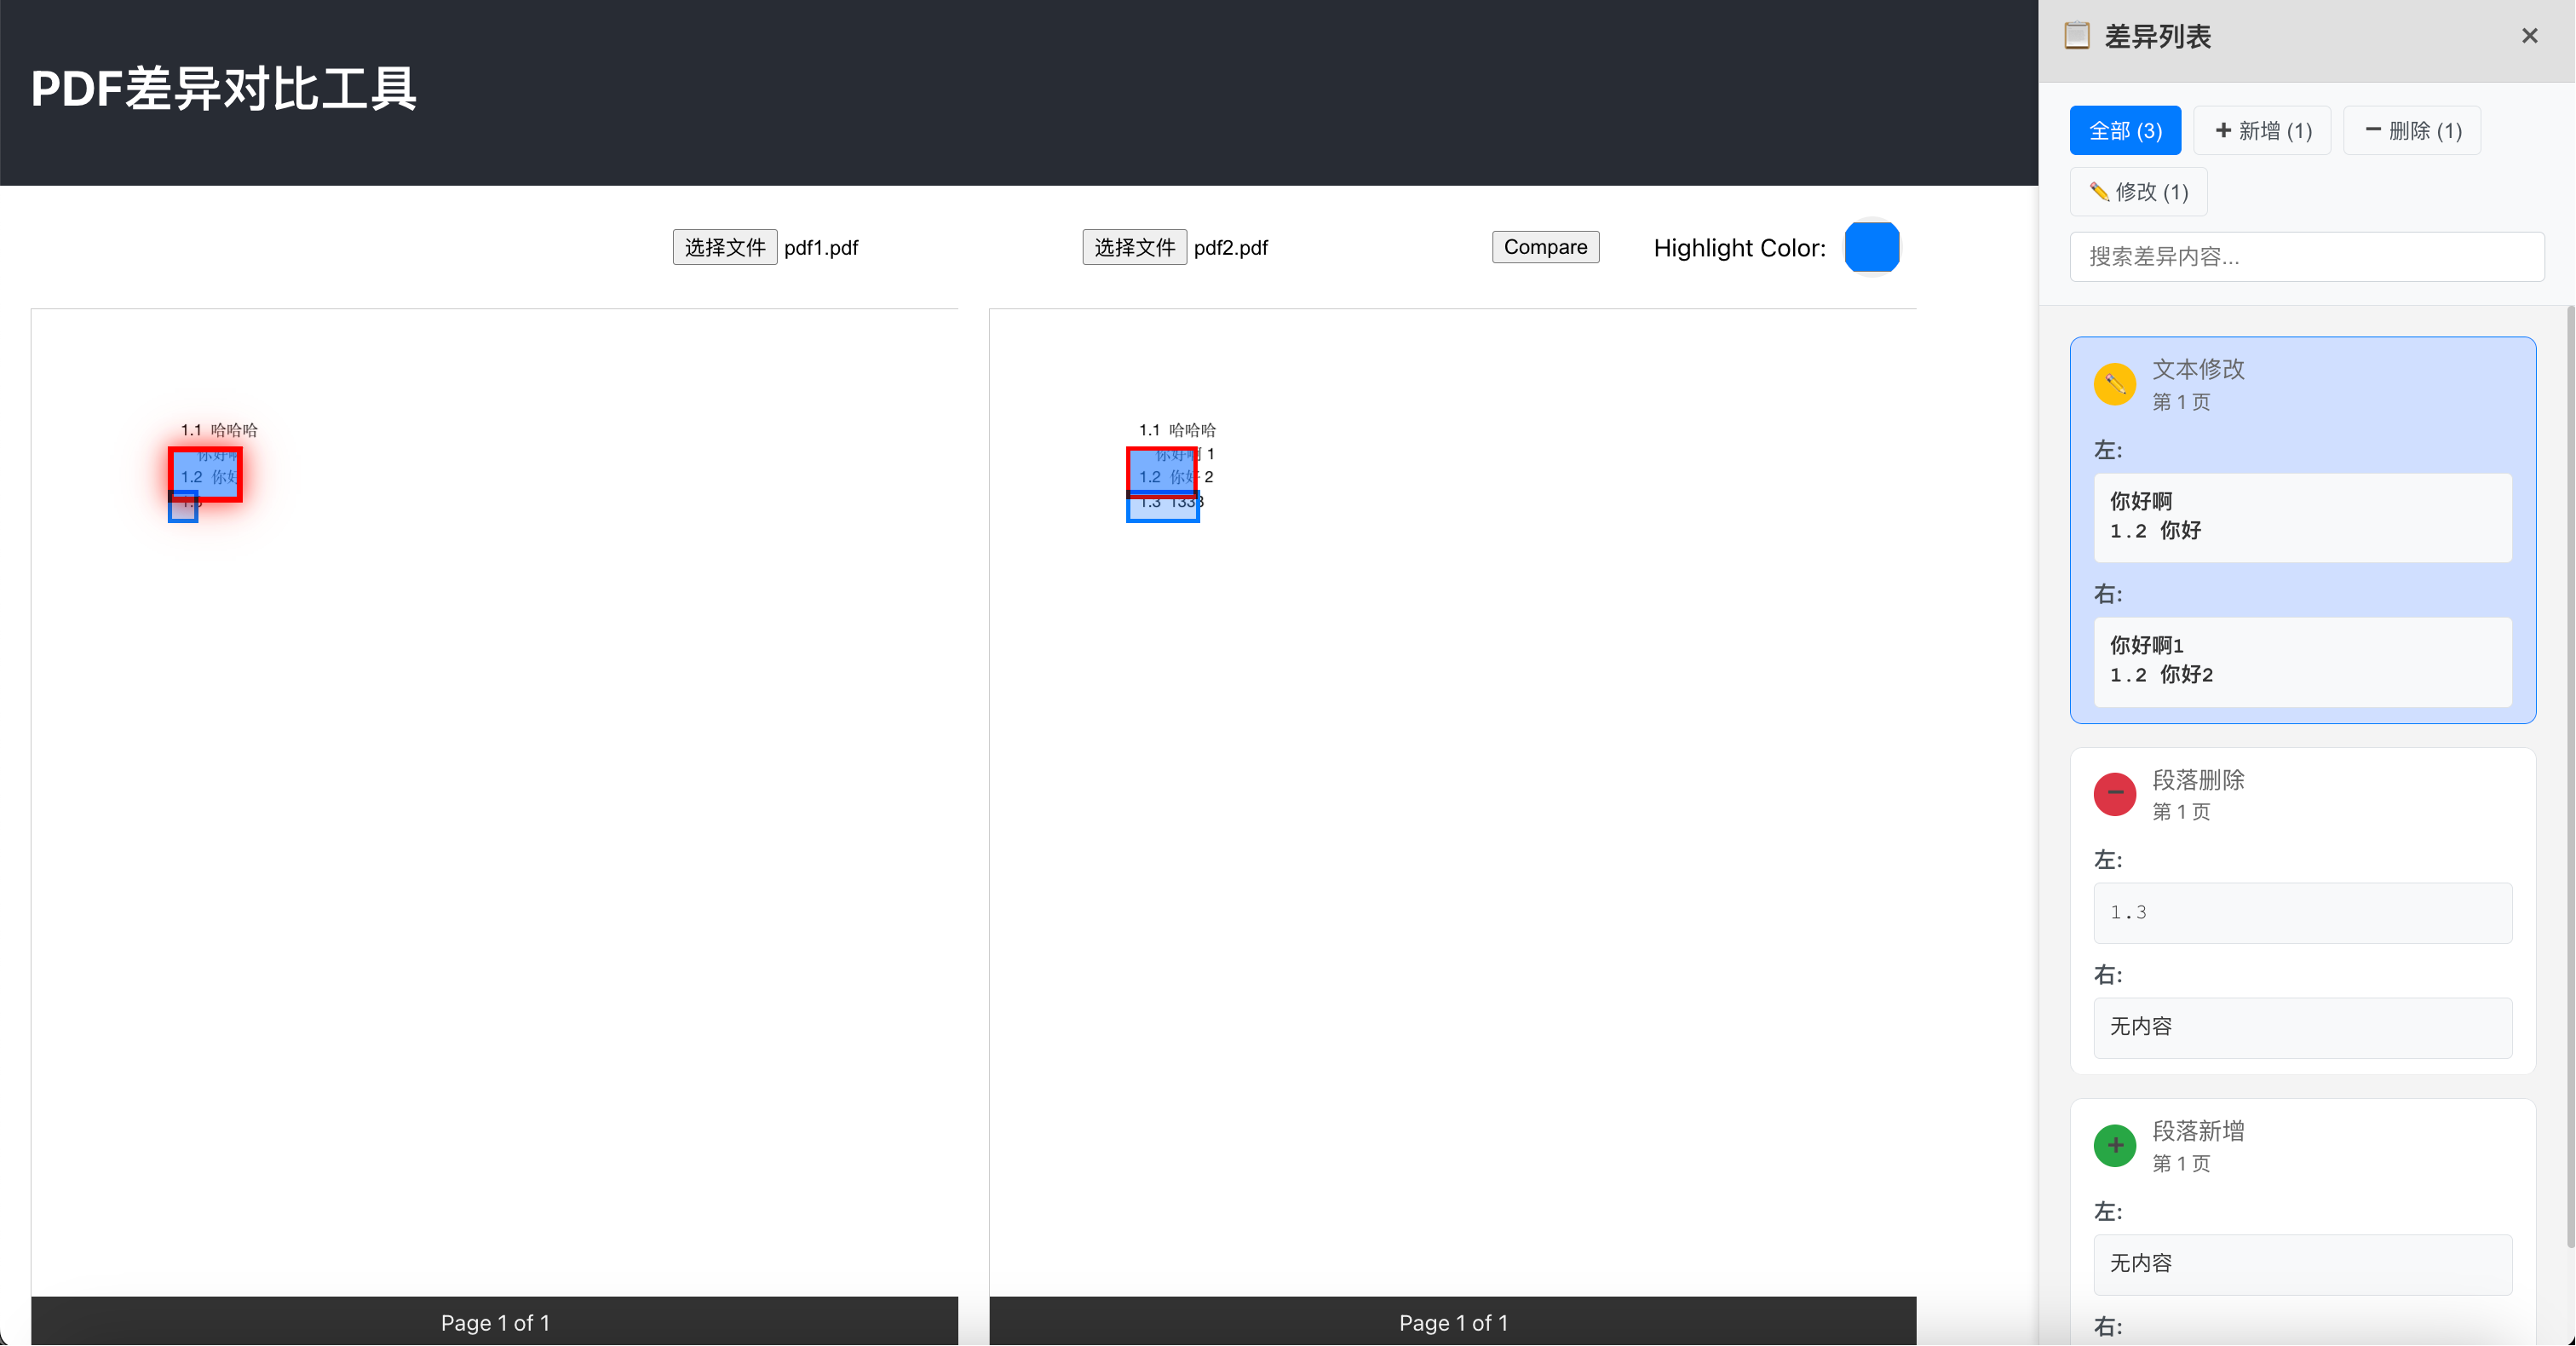 PDF差异对比工具
选择文件 pdf1.pdf
选择文件 pdf2.pdf
Compare
Highlight Color:
1.1 哈哈哈
你好啊
1.2 你好
1.3
Page 1 of 1
1.1 哈哈哈
你好啊 1
1.2 你好 2
1.3 1333
Page 1 of 1
📋 差异列表 ×
全部 (3) + 新增 (1) − 删除 (1)
✏️ 修改 (1)
搜索差异内容...
文本修改
第 1 页
左:
你好啊
1.2 你好
右:
你好啊1
1.2 你好2
段落删除
第 1 页
左:
1.3
右:
无内容
段落新增
第 1 页
左:
无内容
右: